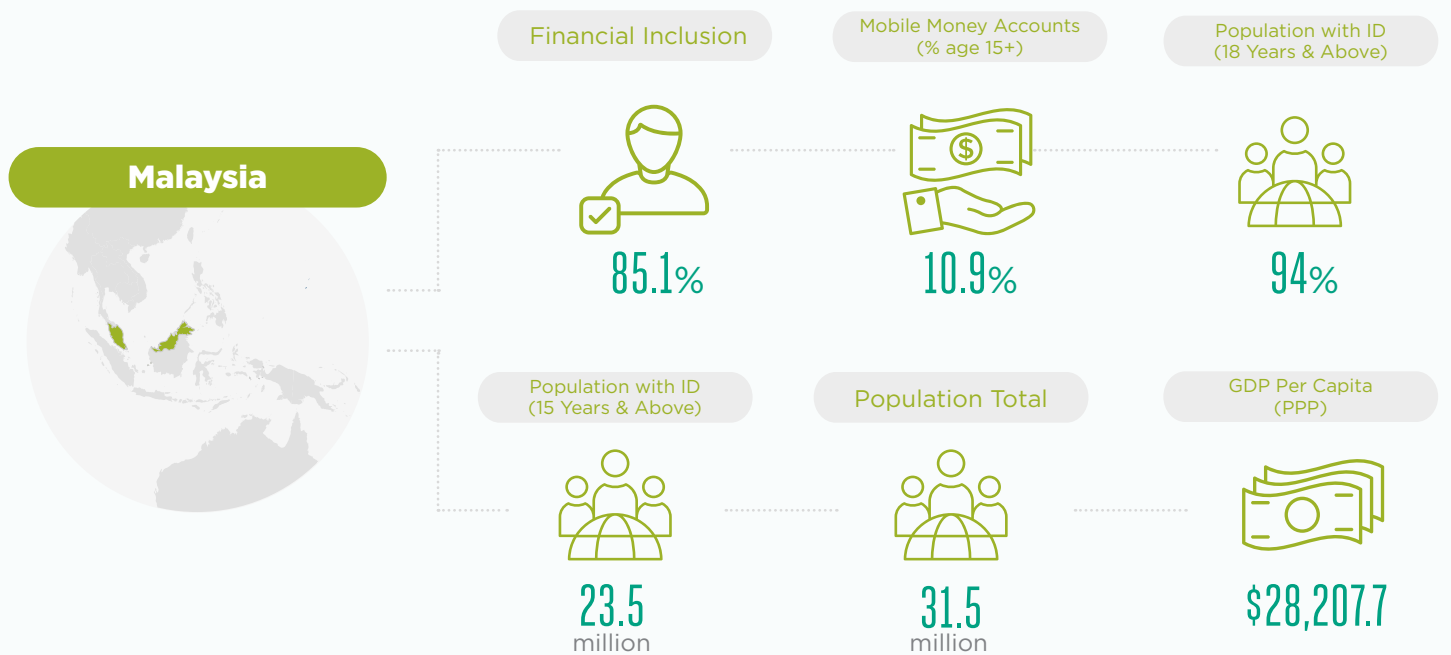 Malaysia
Financial Inclusion
85.1%
Mobile Money Accounts
(% age 15+)
$
10.9%
Population with ID
(18 Years & Above)
94%
Population with ID
(15 Years & Above)
23.5
million
Population Total
31.5
million
GDP Per Capita
(PPP)
$28,207.7